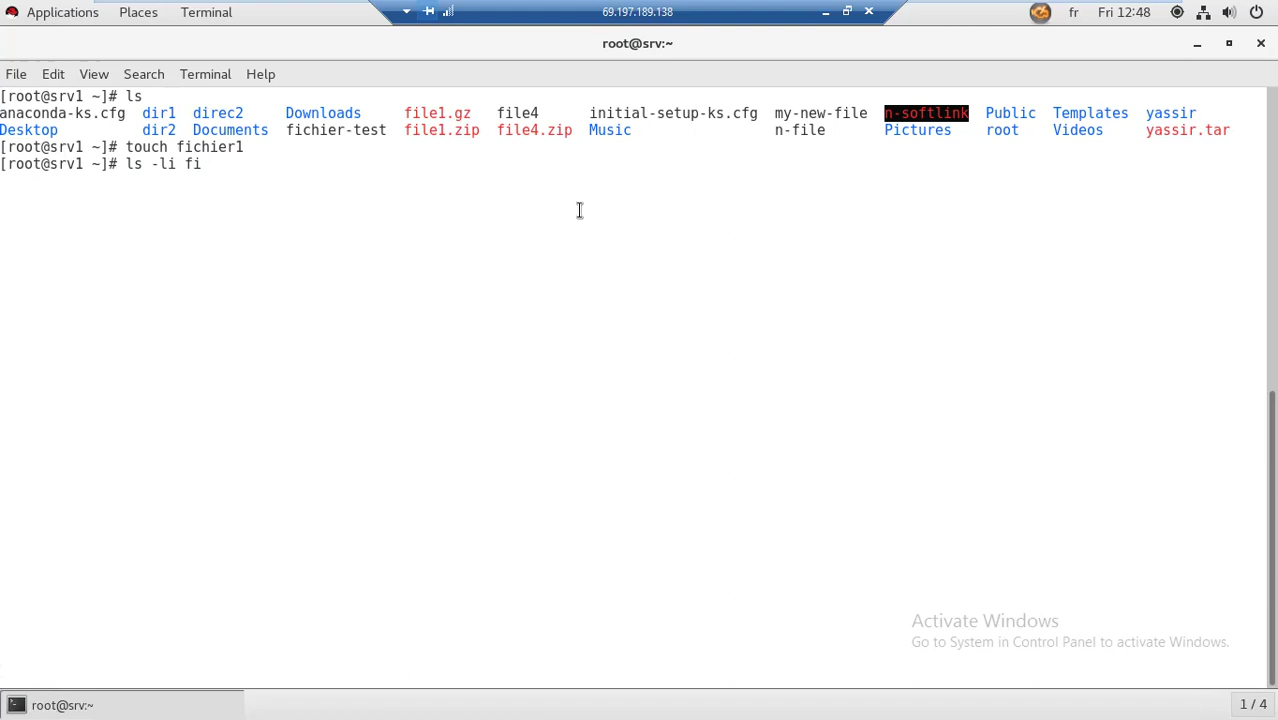 Applications Places Terminal 69.197.189.138 fr Fri 12:48
root@srv1:~
File Edit View Search Terminal Help
[root@srv1 ~]# ls
anaconda-ks.cfg dir1 direc2 Downloads file1.gz file4 initial-setup-ks.cfg my-new-file n-softlink Public Templates yassir
Desktop dir2 Documents fichier-test file1.zip file4.zip Music n-file Pictures root Videos yassir.tar
[root@srv1 ~]# touch fichier1
[root@srv1 ~]# ls -li fi
Activate Windows
Go to System in Control Panel to activate Windows.
root@srv:~ 1 / 4